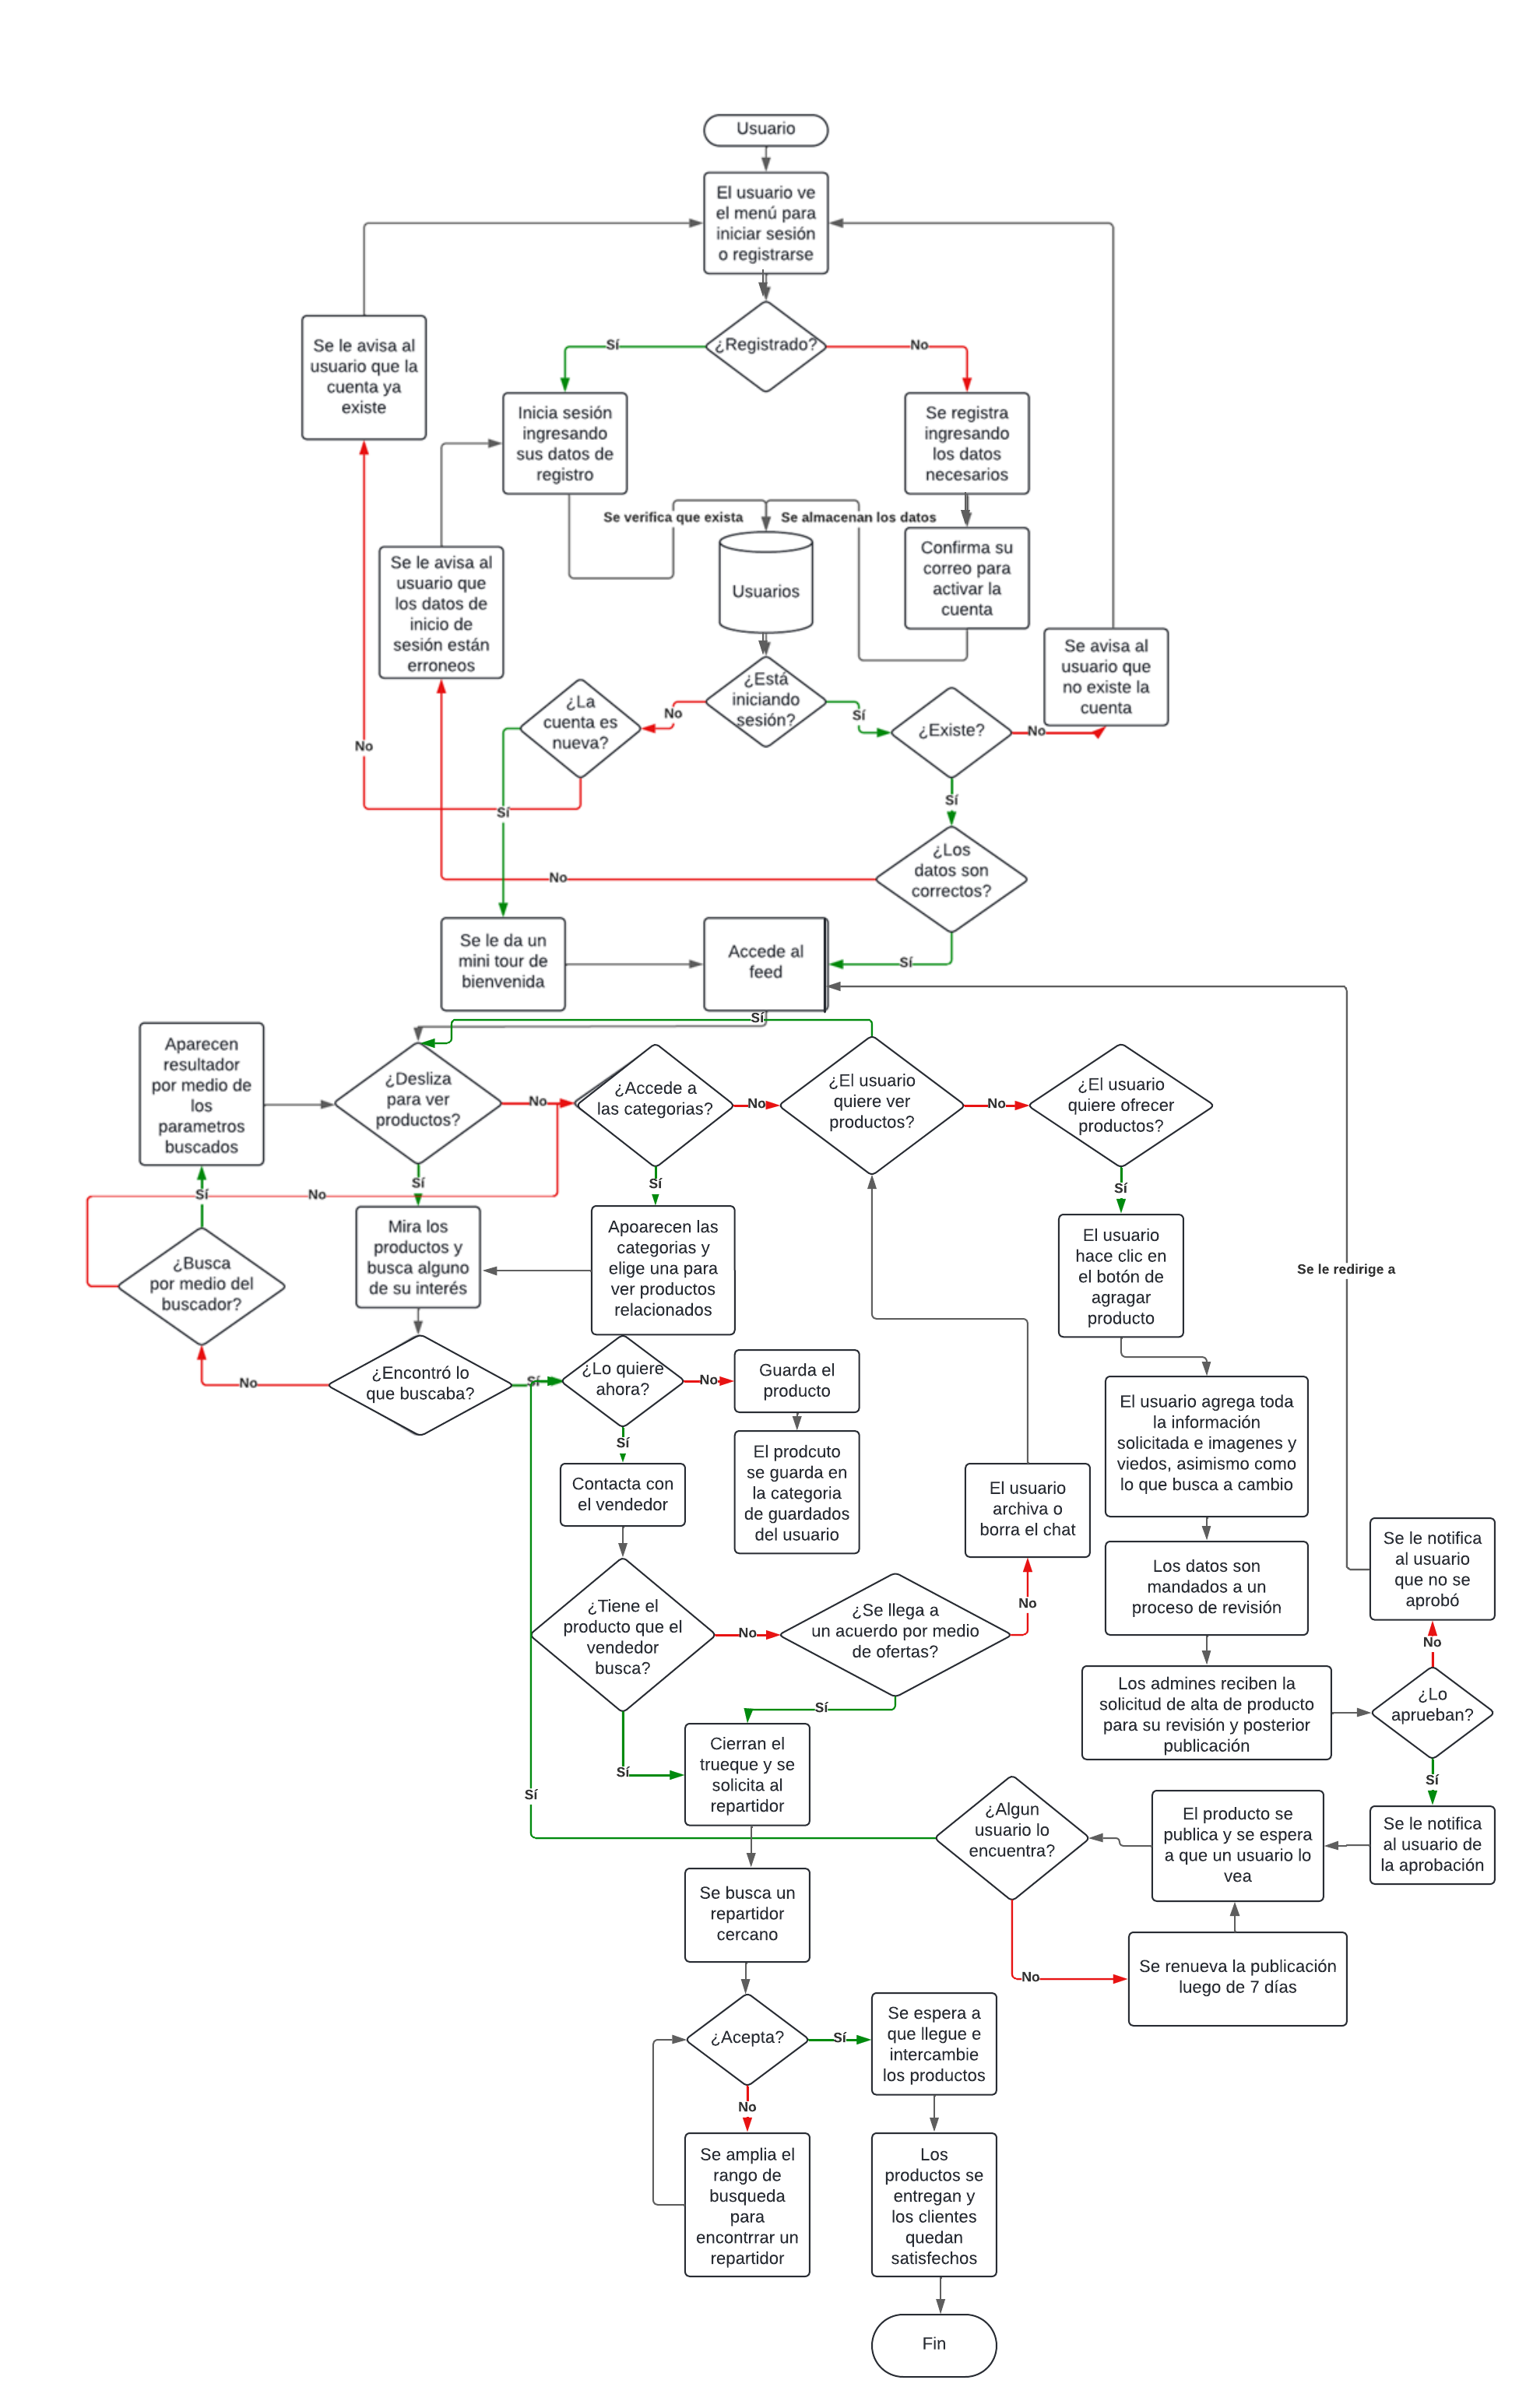 Usuario
El usuario ve
el menú para
iniciar sesión
o registrarse
¿Registrado?
Sí
No
Se le avisa al
usuario que la
cuenta ya
existe
Inicia sesión
ingresando
sus datos de
registro
Se registra
ingresando
los datos
necesarios
Se verifica que exista
Se almacenan los datos
Usuarios
Confirma su
correo para
activar la
cuenta
Se le avisa al
usuario que
los datos de
inicio de
sesión están
erroneos
Se avisa al
usuario que
no existe la
cuenta
¿Está
iniciando
sesión?
No
Sí
¿La
cuenta es
nueva?
¿Existe?
No
No
Sí
Sí
¿Los
datos son
correctos?
No
Sí
Se le da un
mini tour de
bienvenida
Accede al
feed
Sí
Aparecen
resultador
por medio de
los
parametros
buscados
¿Desliza
para ver
productos?
No
¿Accede a
las categorias?
No
¿El usuario
quiere ver
productos?
No
¿El usuario
quiere ofrecer
productos?
Sí
Sí
Sí
Sí
No
Mira los
productos y
busca alguno
de su interés
Apoarecen las
categorias y
elige una para
ver productos
relacionados
El usuario
hace clic en
el botón de
agragar
producto
Se le redirige a
¿Busca
por medio del
buscador?
No
¿Encontró lo
que buscaba?
Sí
¿Lo quiere
ahora?
No
Guarda el
producto
Sí
El prodcuto
se guarda en
la categoria
de guardados
del usuario
Contacta con
el vendedor
El usuario
archiva o
borra el chat
El usuario agrega toda
la información
solicitada e imagenes y
viedos, asimismo como
lo que busca a cambio
Los datos son
mandados a un
proceso de revisión
Se le notifica
al usuario
que no se
aprobó
¿Tiene el
producto que el
vendedor
busca?
No
¿Se llega a
un acuerdo por medio
de ofertas?
No
No
Sí
Los admines reciben la
solicitud de alta de producto
para su revisión y posterior
publicación
¿Lo
aprueban?
Sí
Sí
Cierran el
trueque y se
solicita al
repartidor
Sí
¿Algun
usuario lo
encuentra?
El producto se
publica y se espera
a que un usuario lo
vea
Se le notifica
al usuario de
la aprobación
Se busca un
repartidor
cercano
No
Se renueva la publicación
luego de 7 días
¿Acepta?
Sí
No
Se espera a
que llegue e
intercambie
los productos
Se amplia el
rango de
busqueda
para
encontrrar un
repartidor
Los
productos se
entregan y
los clientes
quedan
satisfechos
Fin